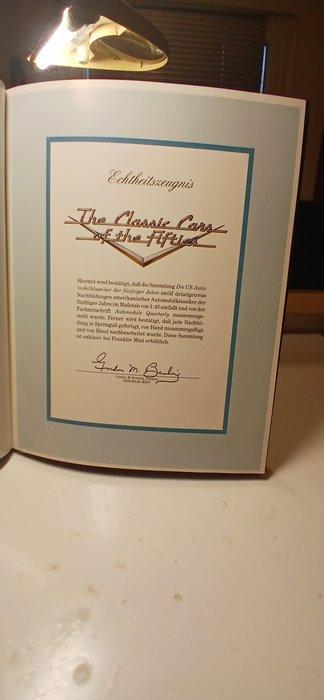 Echtheitszeugnis
The Classic Cars
of the Fifties
Hiermit wird bestätigt, daß die Sammlung Die US-Auto-
mobilklassiker der fünfziger Jahre zwölf detailgetreue
Nachbildungen amerikanischer Automobilklassiker der
fünfziger Jahre im Maßstab von 1:43 umfaßt und von der
Fachzeitschrift Automobile Quarterly zusammenge-
stellt wurde. Ferner wird bestätigt, daß jede Nachbil-
dung in Spritzguß gefertigt, von Hand zusammengefügt
und von Hand nachbearbeitet wurde. Diese Sammlung
ist exklusiv bei Franklin Mint erhältlich.
FRANKLIN MINT